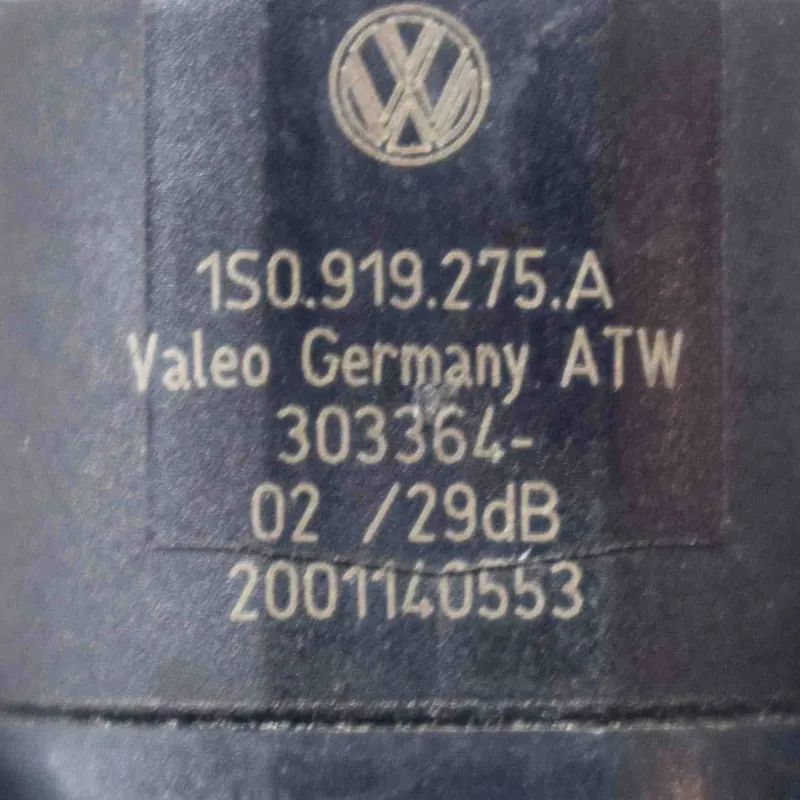 1S0.919.275.A
Valeo Germany ATW
303364-
02 /29dB
2001140553